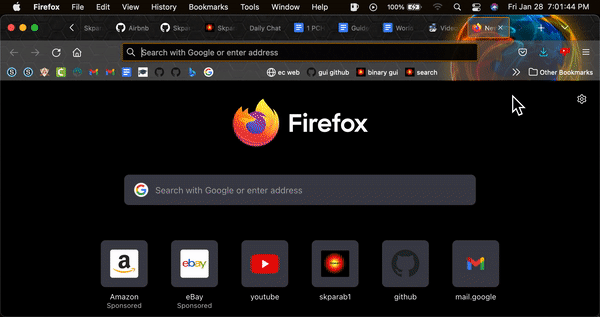 Firefox File Edit View History Bookmarks Tools Window Help 100% Fri Jan 28 7:01:44 PM
Skpa Airbnb Skpa Skpar Daily Chat 1 PCI Guide World Video Ne
Search with Google or enter address
ec web gui github binary gui search Other Bookmarks
Firefox
Search with Google or enter address
Amazon eBay youtube skparab1 github mail.google
Sponsored Sponsored